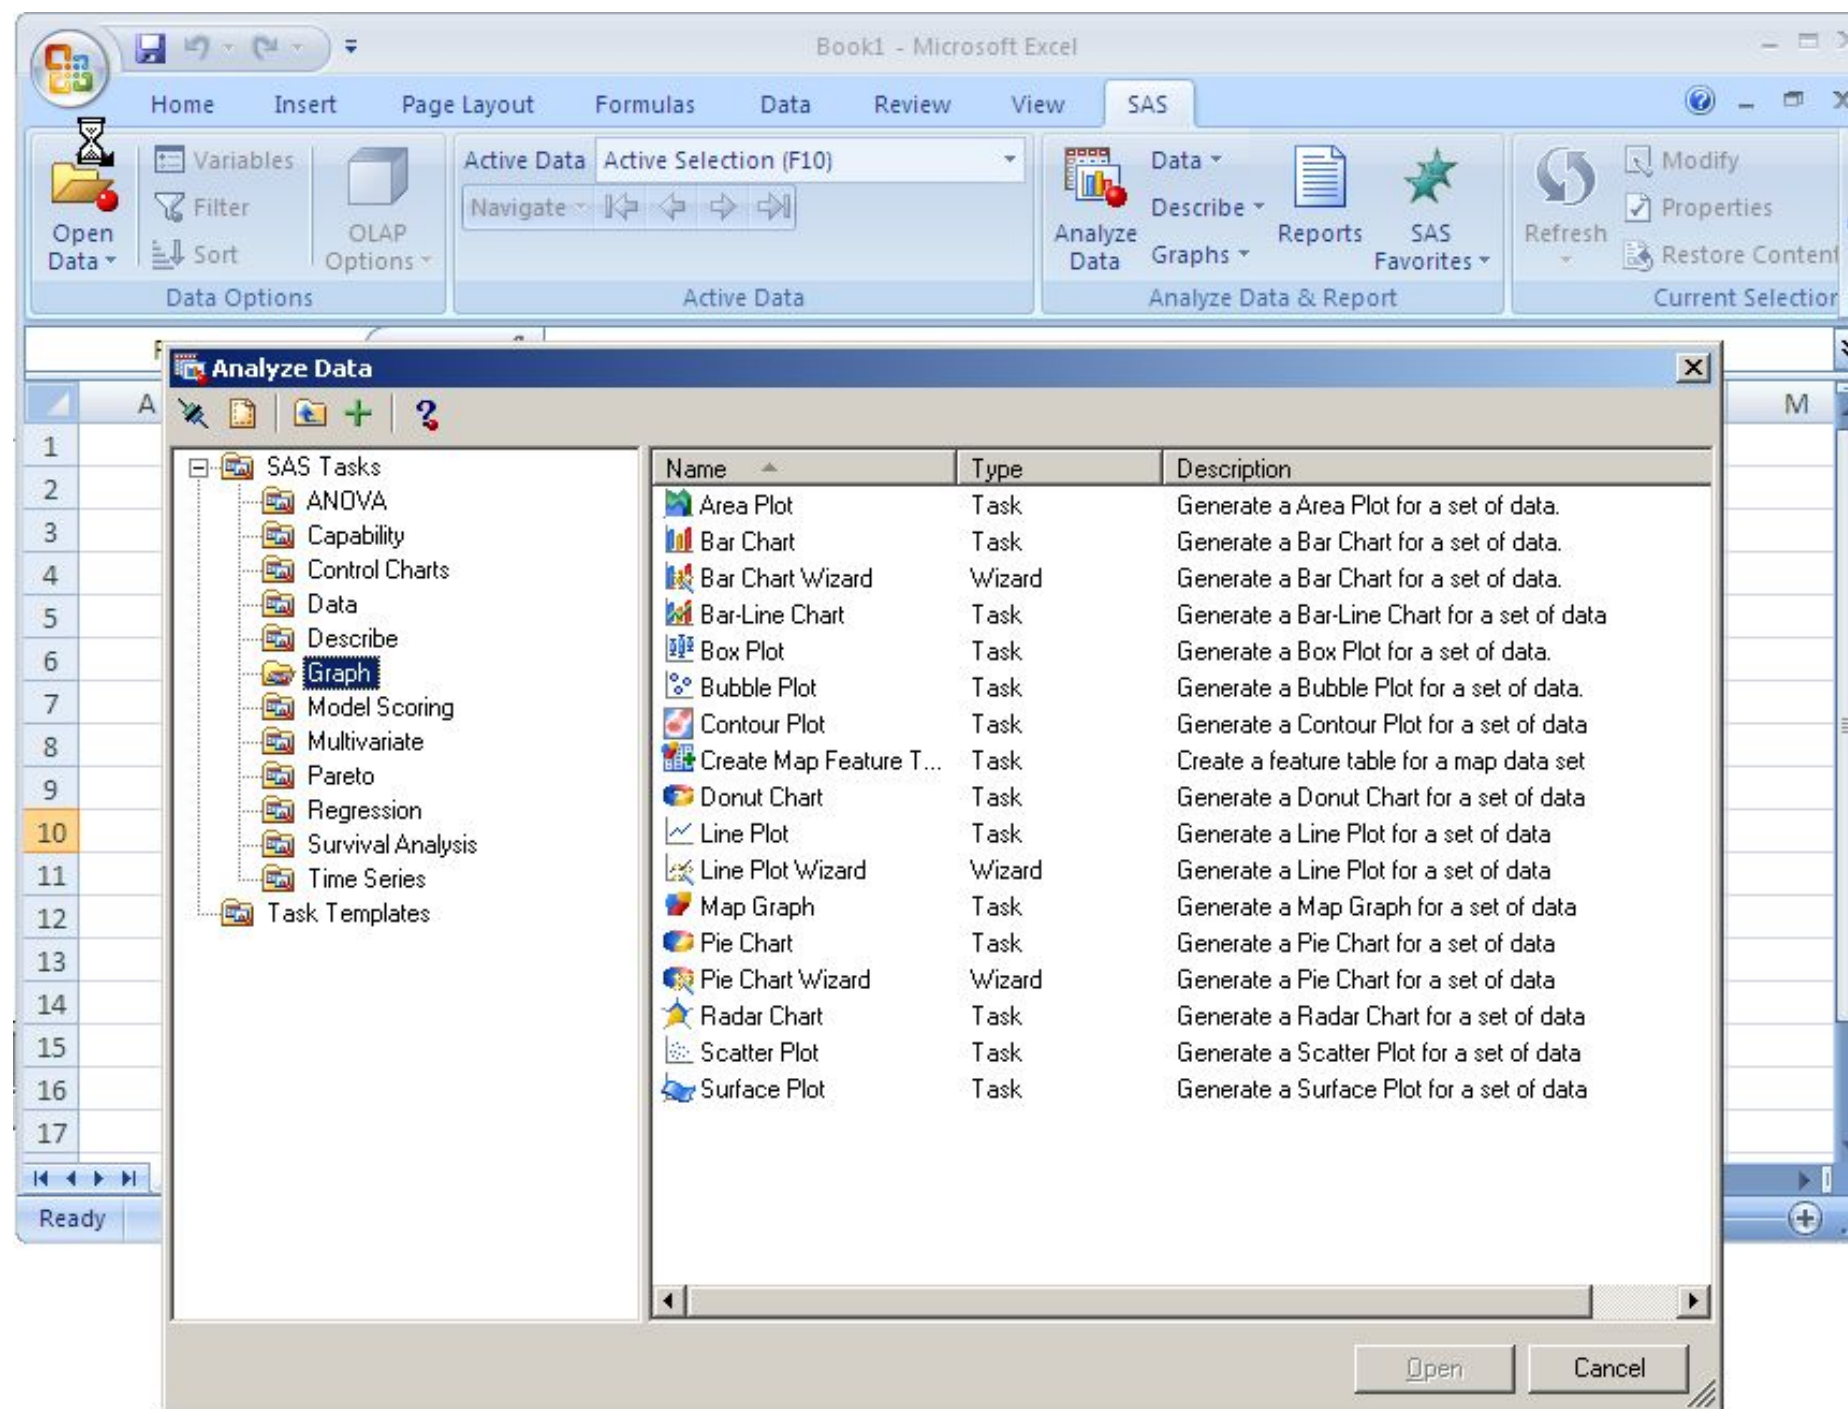 Book1 - Microsoft Excel
Home Insert Page Layout Formulas Data Review View SAS
Open Data
Variables
Filter
Sort
OLAP Options
Data Options
Active Data Active Selection (F10)
Navigate
Active Data
Analyze Data
Data
Describe
Graphs
Reports
SAS Favorites
Analyze Data & Report
Refresh
Modify
Properties
Restore Content
Current Selection
Analyze Data
A M
1
2
3
4
5
6
7
8
9
10
11
12
13
14
15
16
17
Ready
SAS Tasks
ANOVA
Capability
Control Charts
Data
Describe
Graph
Model Scoring
Multivariate
Pareto
Regression
Survival Analysis
Time Series
Task Templates
Name Type Description
Area Plot Task Generate a Area Plot for a set of data.
Bar Chart Task Generate a Bar Chart for a set of data.
Bar Chart Wizard Wizard Generate a Bar Chart for a set of data.
Bar-Line Chart Task Generate a Bar-Line Chart for a set of data
Box Plot Task Generate a Box Plot for a set of data.
Bubble Plot Task Generate a Bubble Plot for a set of data.
Contour Plot Task Generate a Contour Plot for a set of data
Create Map Feature T... Task Create a feature table for a map data set
Donut Chart Task Generate a Donut Chart for a set of data
Line Plot Task Generate a Line Plot for a set of data
Line Plot Wizard Wizard Generate a Line Plot for a set of data
Map Graph Task Generate a Map Graph for a set of data
Pie Chart Task Generate a Pie Chart for a set of data
Pie Chart Wizard Wizard Generate a Pie Chart for a set of data
Radar Chart Task Generate a Radar Chart for a set of data
Scatter Plot Task Generate a Scatter Plot for a set of data
Surface Plot Task Generate a Surface Plot for a set of data
Open Cancel